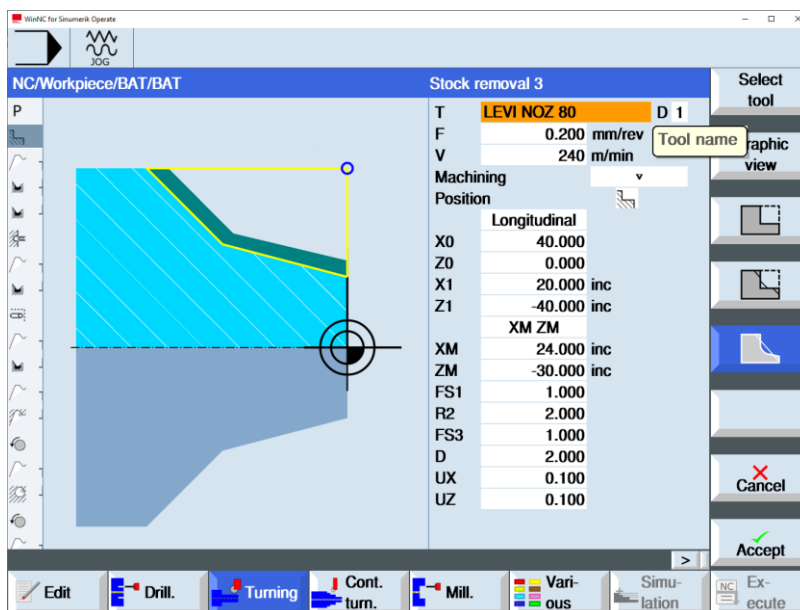 WinNC for Sinumerik Operate
JOG
NC/Workpiece/BAT/BAT
Stock removal 3
Select
tool
P
T LEVI NOZ 80 D 1
F 0.200 mm/rev
Tool name
raphic
view
V 240 m/min
Machining v
Position
Longitudinal
X0 40.000
Z0 0.000
X1 20.000 inc
Z1 -40.000 inc
XM ZM
XM 24.000 inc
ZM -30.000 inc
FS1 1.000
R2 2.000
FS3 1.000
D 2.000
UX 0.100
UZ 0.100
Cancel
Accept
>
Edit
Drill.
Turning
Cont.
turn.
Mill.
Vari-
ous
Simu-
lation
NC
Ex-
ecute